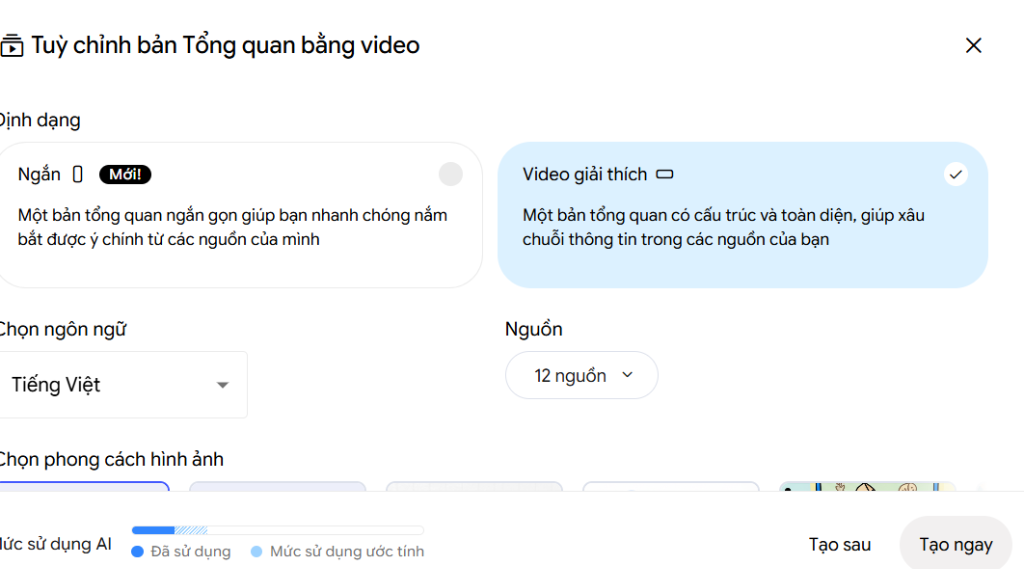 Tuỳ chỉnh bản Tổng quan bằng video
Định dạng
Ngắn Mới!
Một bản tổng quan ngắn gọn giúp bạn nhanh chóng nắm
bắt được ý chính từ các nguồn của mình
Video giải thích
Một bản tổng quan có cấu trúc và toàn diện, giúp xâu
chuỗi thông tin trong các nguồn của bạn
Chọn ngôn ngữ
Tiếng Việt
Nguồn
12 nguồn
Chọn phong cách hình ảnh
Mức sử dụng AI
Đã sử dụng
Mức sử dụng ước tính
Tạo sau
Tạo ngay